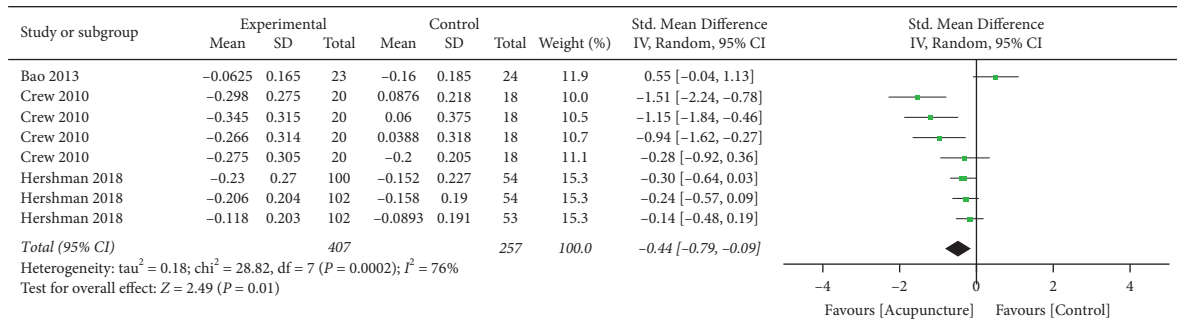 Study or subgroup Experimental Control Weight (%) Std. Mean Difference Std. Mean Difference
Mean SD Total Mean SD Total IV, Random, 95% CI IV, Random, 95% CI
Bao 2013 −0.0625 0.165 23 −0.16 0.185 24 11.9 0.55 [−0.04, 1.13]
Crew 2010 −0.298 0.275 20 0.0876 0.218 18 10.0 −1.51 [−2.24, −0.78]
Crew 2010 −0.345 0.315 20 0.06 0.375 18 10.5 −1.15 [−1.84, −0.46]
Crew 2010 −0.266 0.314 20 0.0388 0.318 18 10.7 −0.94 [−1.62, −0.27]
Crew 2010 −0.275 0.305 20 −0.2 0.205 18 11.1 −0.28 [−0.92, 0.36]
Hershman 2018 −0.23 0.27 100 −0.152 0.227 54 15.3 −0.30 [−0.64, 0.03]
Hershman 2018 −0.206 0.204 102 −0.158 0.19 54 15.3 −0.24 [−0.57, 0.09]
Hershman 2018 −0.118 0.203 102 −0.0893 0.191 53 15.3 −0.14 [−0.48, 0.19]
Total (95% CI) 407 257 100.0 −0.44 [−0.79, −0.09]
Heterogeneity: tau² = 0.18; chi² = 28.82, df = 7 (P = 0.0002); I² = 76%
Test for overall effect: Z = 2.49 (P = 0.01)
−4 −2 0 2 4
Favours [Acupuncture] Favours [Control]